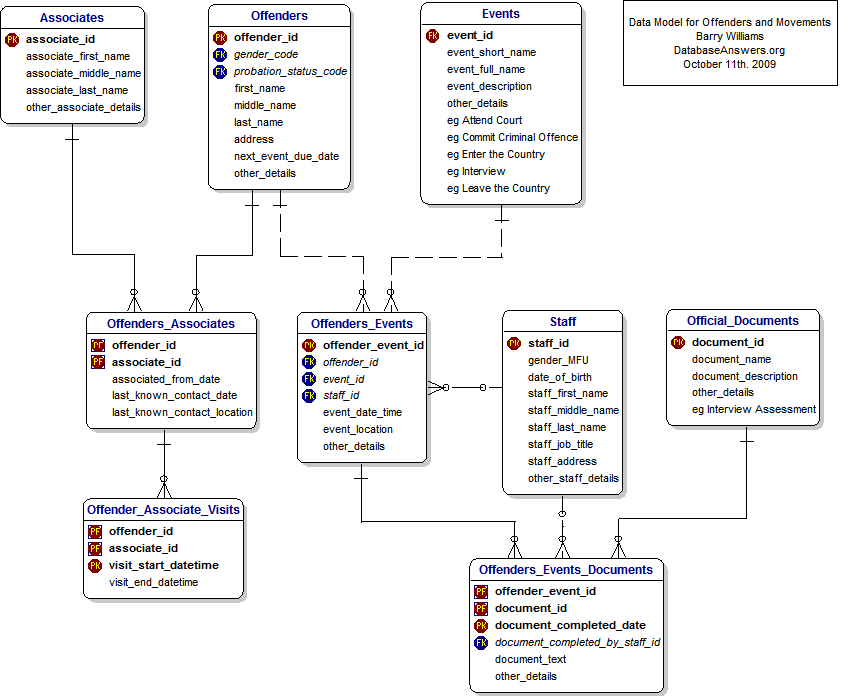 Associates
PK associate_id
associate_first_name
associate_middle_name
associate_last_name
other_associate_details
Offenders
PK offender_id
FK gender_code
FK probation_status_code
first_name
middle_name
last_name
address
next_event_due_date
other_details
Events
FK event_id
event_short_name
event_full_name
event_description
other_details
eg Attend Court
eg Commit Criminal Offence
eg Enter the Country
eg Interview
eg Leave the Country
Data Model for Offenders and Movements
Barry Williams
DatabaseAnswers.org
October 11th. 2009
Offenders_Associates
PF offender_id
PF associate_id
associated_from_date
last_known_contact_date
last_known_contact_location
Offenders_Events
PK offender_event_id
FK offender_id
FK event_id
FK staff_id
event_date_time
event_location
other_details
Staff
PK staff_id
gender_MFU
date_of_birth
staff_first_name
staff_middle_name
staff_last_name
staff_job_title
staff_address
other_staff_details
Official_Documents
PK document_id
document_name
document_description
other_details
eg Interview Assessment
Offender_Associate_Visits
PF offender_id
PF associate_id
PK visit_start_datetime
visit_end_datetime
Offenders_Events_Documents
PF offender_event_id
PF document_id
PK document_completed_date
FK document_completed_by_staff_id
document_text
other_details